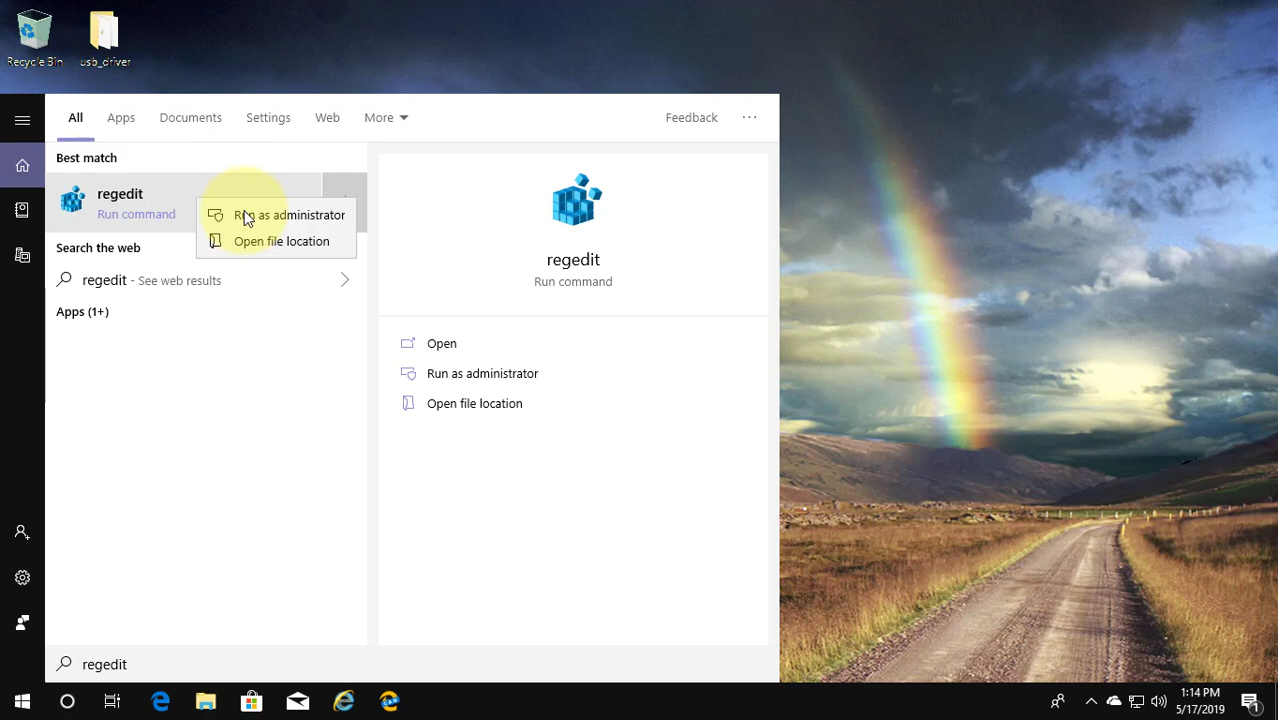 Recycle Bin
usb_driver
All
Apps
Documents
Settings
Web
More
Feedback
Best match
regedit
Run command
Run as administrator
Open file location
Search the web
regedit - See web results
Apps (1+)
regedit
Run command
Open
Run as administrator
Open file location
regedit
1:14 PM
5/17/2019
1